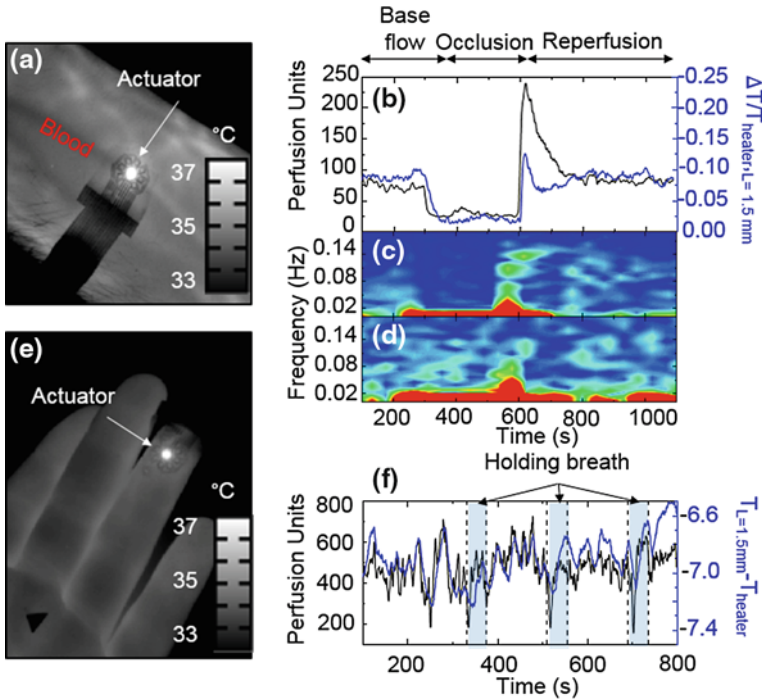 (a)
Actuator
Blood
°C
37
35
33
Base
flow
Occlusion
Reperfusion
(b)
Perfusion Units
250
200
150
100
50
0
-0.25
-0.20
-0.15
-0.10
-0.05
0.00
ΔT/T heater, L= 1.5 mm
(c)
0.14
0.08
0.02
(d)
0.14
0.08
0.02
Frequency (Hz)
200 400 600 800 1000
Time (s)
(e)
Actuator
°C
37
35
33
Holding breath
(f)
Perfusion Units
800
600
400
200
-6.6
-7.0
-7.4
T L=1.5mm-T heater
200 400 600 800
Time (s)